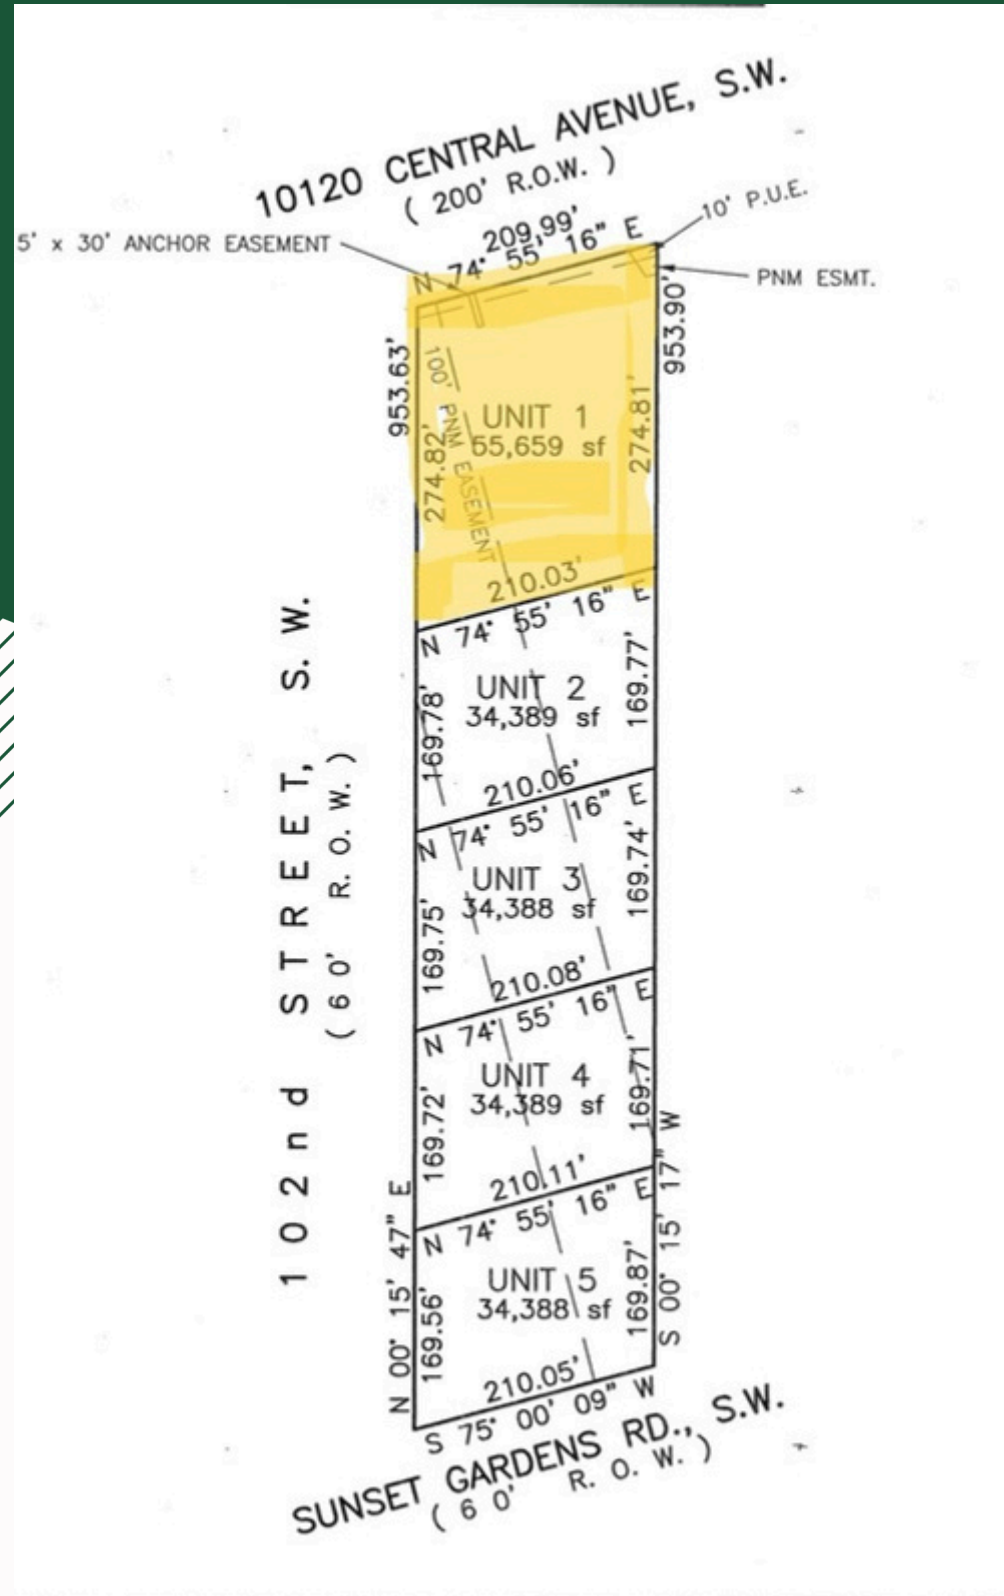 10120 CENTRAL AVENUE, S.W.
( 200' R.O.W. )
10' P.U.E.
5' x 30' ANCHOR EASEMENT
209,99'
N 74° 55' 16" E
PNM ESMT.
953.63'
953.90'
100' PNM EASEMENT
274.82'
UNIT 1
55,659 sf
274.81'
210.03'
N 74° 55' 16" E
102nd STREET, S.W.
( 60' R.O.W. )
169.78'
UNIT 2
34,389 sf
169.77'
210.06'
N 74° 55' 16" E
169.75'
UNIT 3
34,388 sf
169.74'
210.08'
N 74° 55' 16" E
169.72'
UNIT 4
34,389 sf
169.71'
210.11'
N 74° 55' 16" E
N 00° 15' 47" E
169.56'
UNIT 5
34,388 sf
169.87'
S 00° 15' 17" W
210.05'
S 75° 00' 09" W
SUNSET GARDENS RD., S.W.
( 60' R.O.W. )